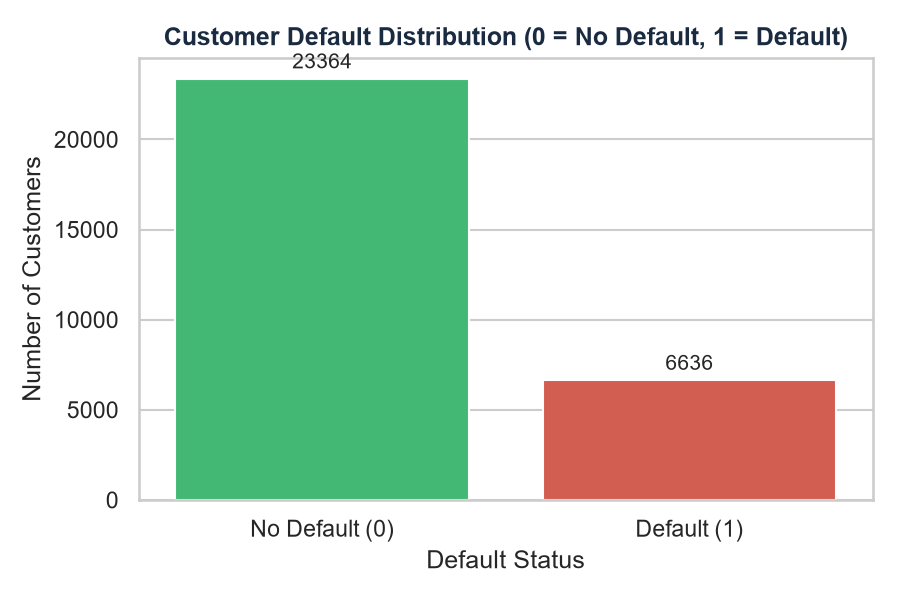 Customer Default Distribution (0 = No Default, 1 = Default)
23364
20000
15000
10000
5000
0
6636
Number of Customers
No Default (0)
Default (1)
Default Status